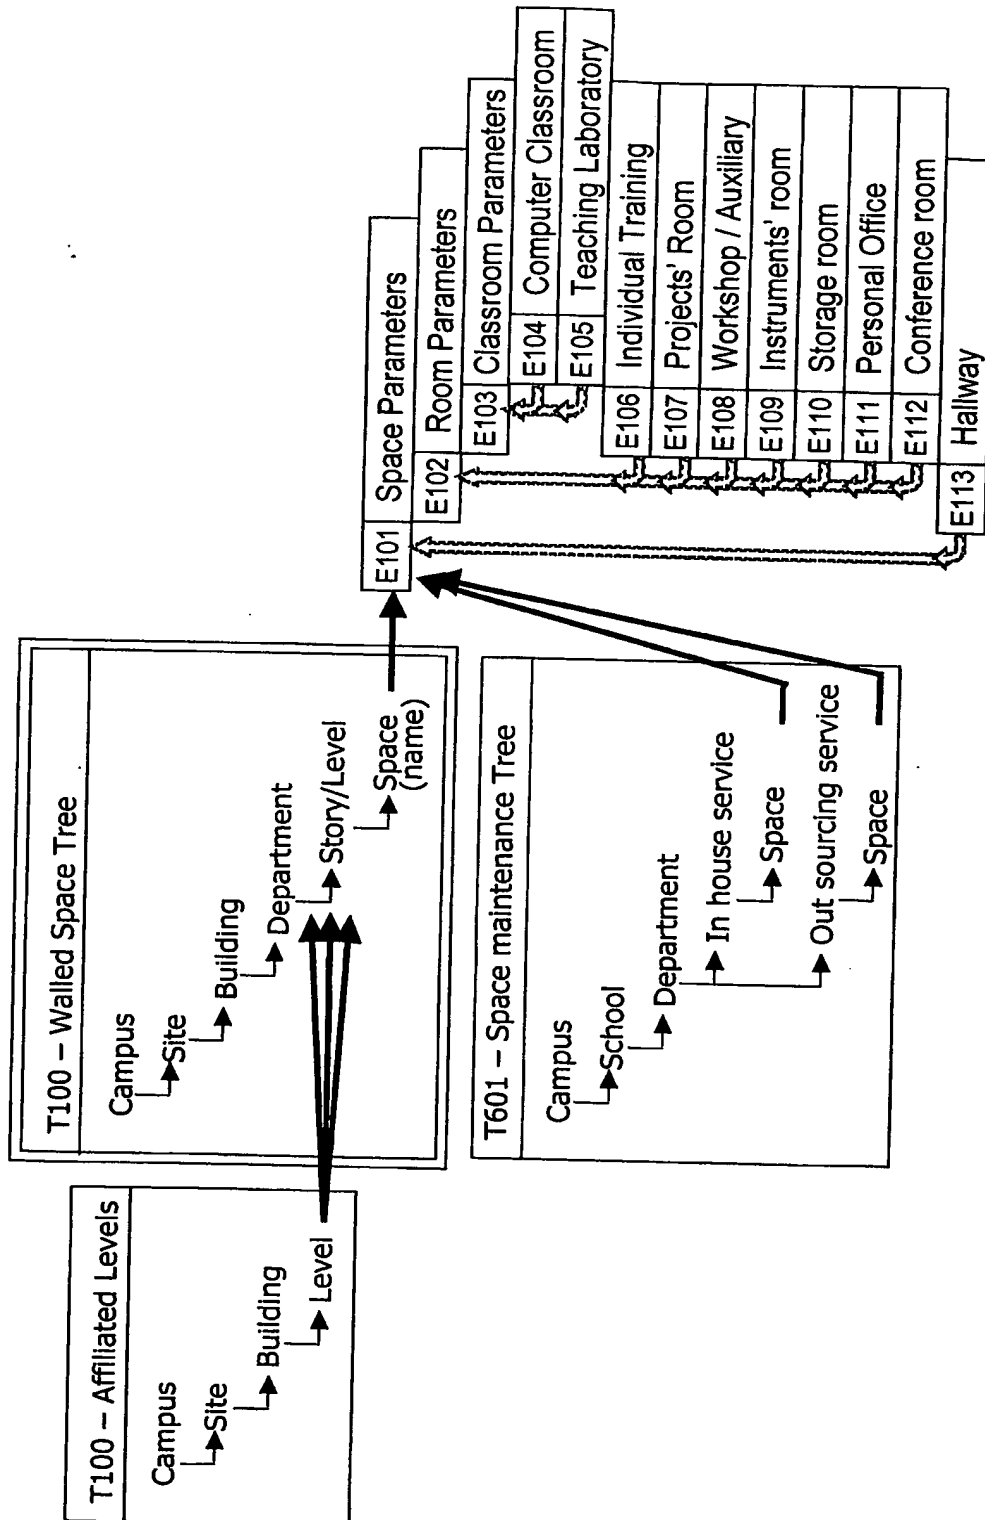 T100 – Affiliated Levels
Campus
Site
Building
Level
T100 – Walled Space Tree
Campus
Site
Building
Department
Story/Level
Space
(name)
T601 – Space maintenance Tree
Campus
School
Department
In house service
Space
Out sourcing service
Space
E101 Space Parameters
E102 Room Parameters
E103 Classroom Parameters
E104 Computer Classroom
E105 Teaching Laboratory
E106 Individual Training
E107 Projects' Room
E108 Workshop / Auxiliary
E109 Instruments' room
E110 Storage room
E111 Personal Office
E112 Conference room
E113 Hallway